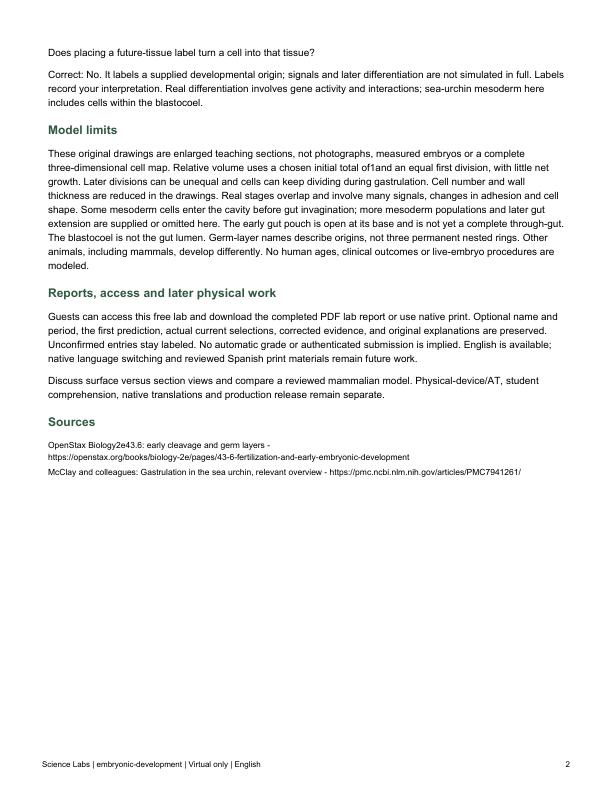 Does placing a future-tissue label turn a cell into that tissue?
Correct: No. It labels a supplied developmental origin; signals and later differentiation are not simulated in full. Labels
record your interpretation. Real differentiation involves gene activity and interactions; sea-urchin mesoderm here
includes cells within the blastocoel.
Model limits
These original drawings are enlarged teaching sections, not photographs, measured embryos or a complete
three-dimensional cell map. Relative volume uses a chosen initial total of1and an equal first division, with little net
growth. Later divisions can be unequal and cells can keep dividing during gastrulation. Cell number and wall
thickness are reduced in the drawings. Real stages overlap and involve many signals, changes in adhesion and cell
shape. Some mesoderm cells enter the cavity before gut invagination; more mesoderm populations and later gut
extension are supplied or omitted here. The early gut pouch is open at its base and is not yet a complete through-gut.
The blastocoel is not the gut lumen. Germ-layer names describe origins, not three permanent nested rings. Other
animals, including mammals, develop differently. No human ages, clinical outcomes or live-embryo procedures are
modeled.
Reports, access and later physical work
Guests can access this free lab and download the completed PDF lab report or use native print. Optional name and
period, the first prediction, actual current selections, corrected evidence, and original explanations are preserved.
Unconfirmed entries stay labeled. No automatic grade or authenticated submission is implied. English is available;
native language switching and reviewed Spanish print materials remain future work.
Discuss surface versus section views and compare a reviewed mammalian model. Physical-device/AT, student
comprehension, native translations and production release remain separate.
Sources
OpenStax Biology2e43.6: early cleavage and germ layers -
https://openstax.org/books/biology-2e/pages/43-6-fertilization-and-early-embryonic-development
McClay and colleagues: Gastrulation in the sea urchin, relevant overview - https://pmc.ncbi.nlm.nih.gov/articles/PMC7941261/
Science Labs | embryonic-development | Virtual only | English
2